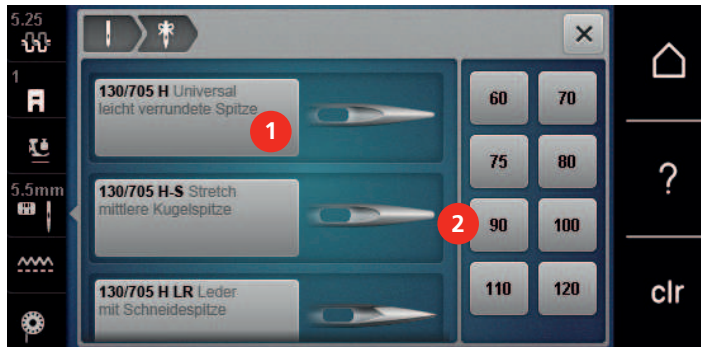 5.25
1
5.5mm
130/705 H Universal
leicht verrundete Spitze
1
130/705 H-S Stretch
mittlere Kugelspitze
2
130/705 H LR Leder
mit Schneidespitze
60 70
75 80
90 100
110 120
?
clr